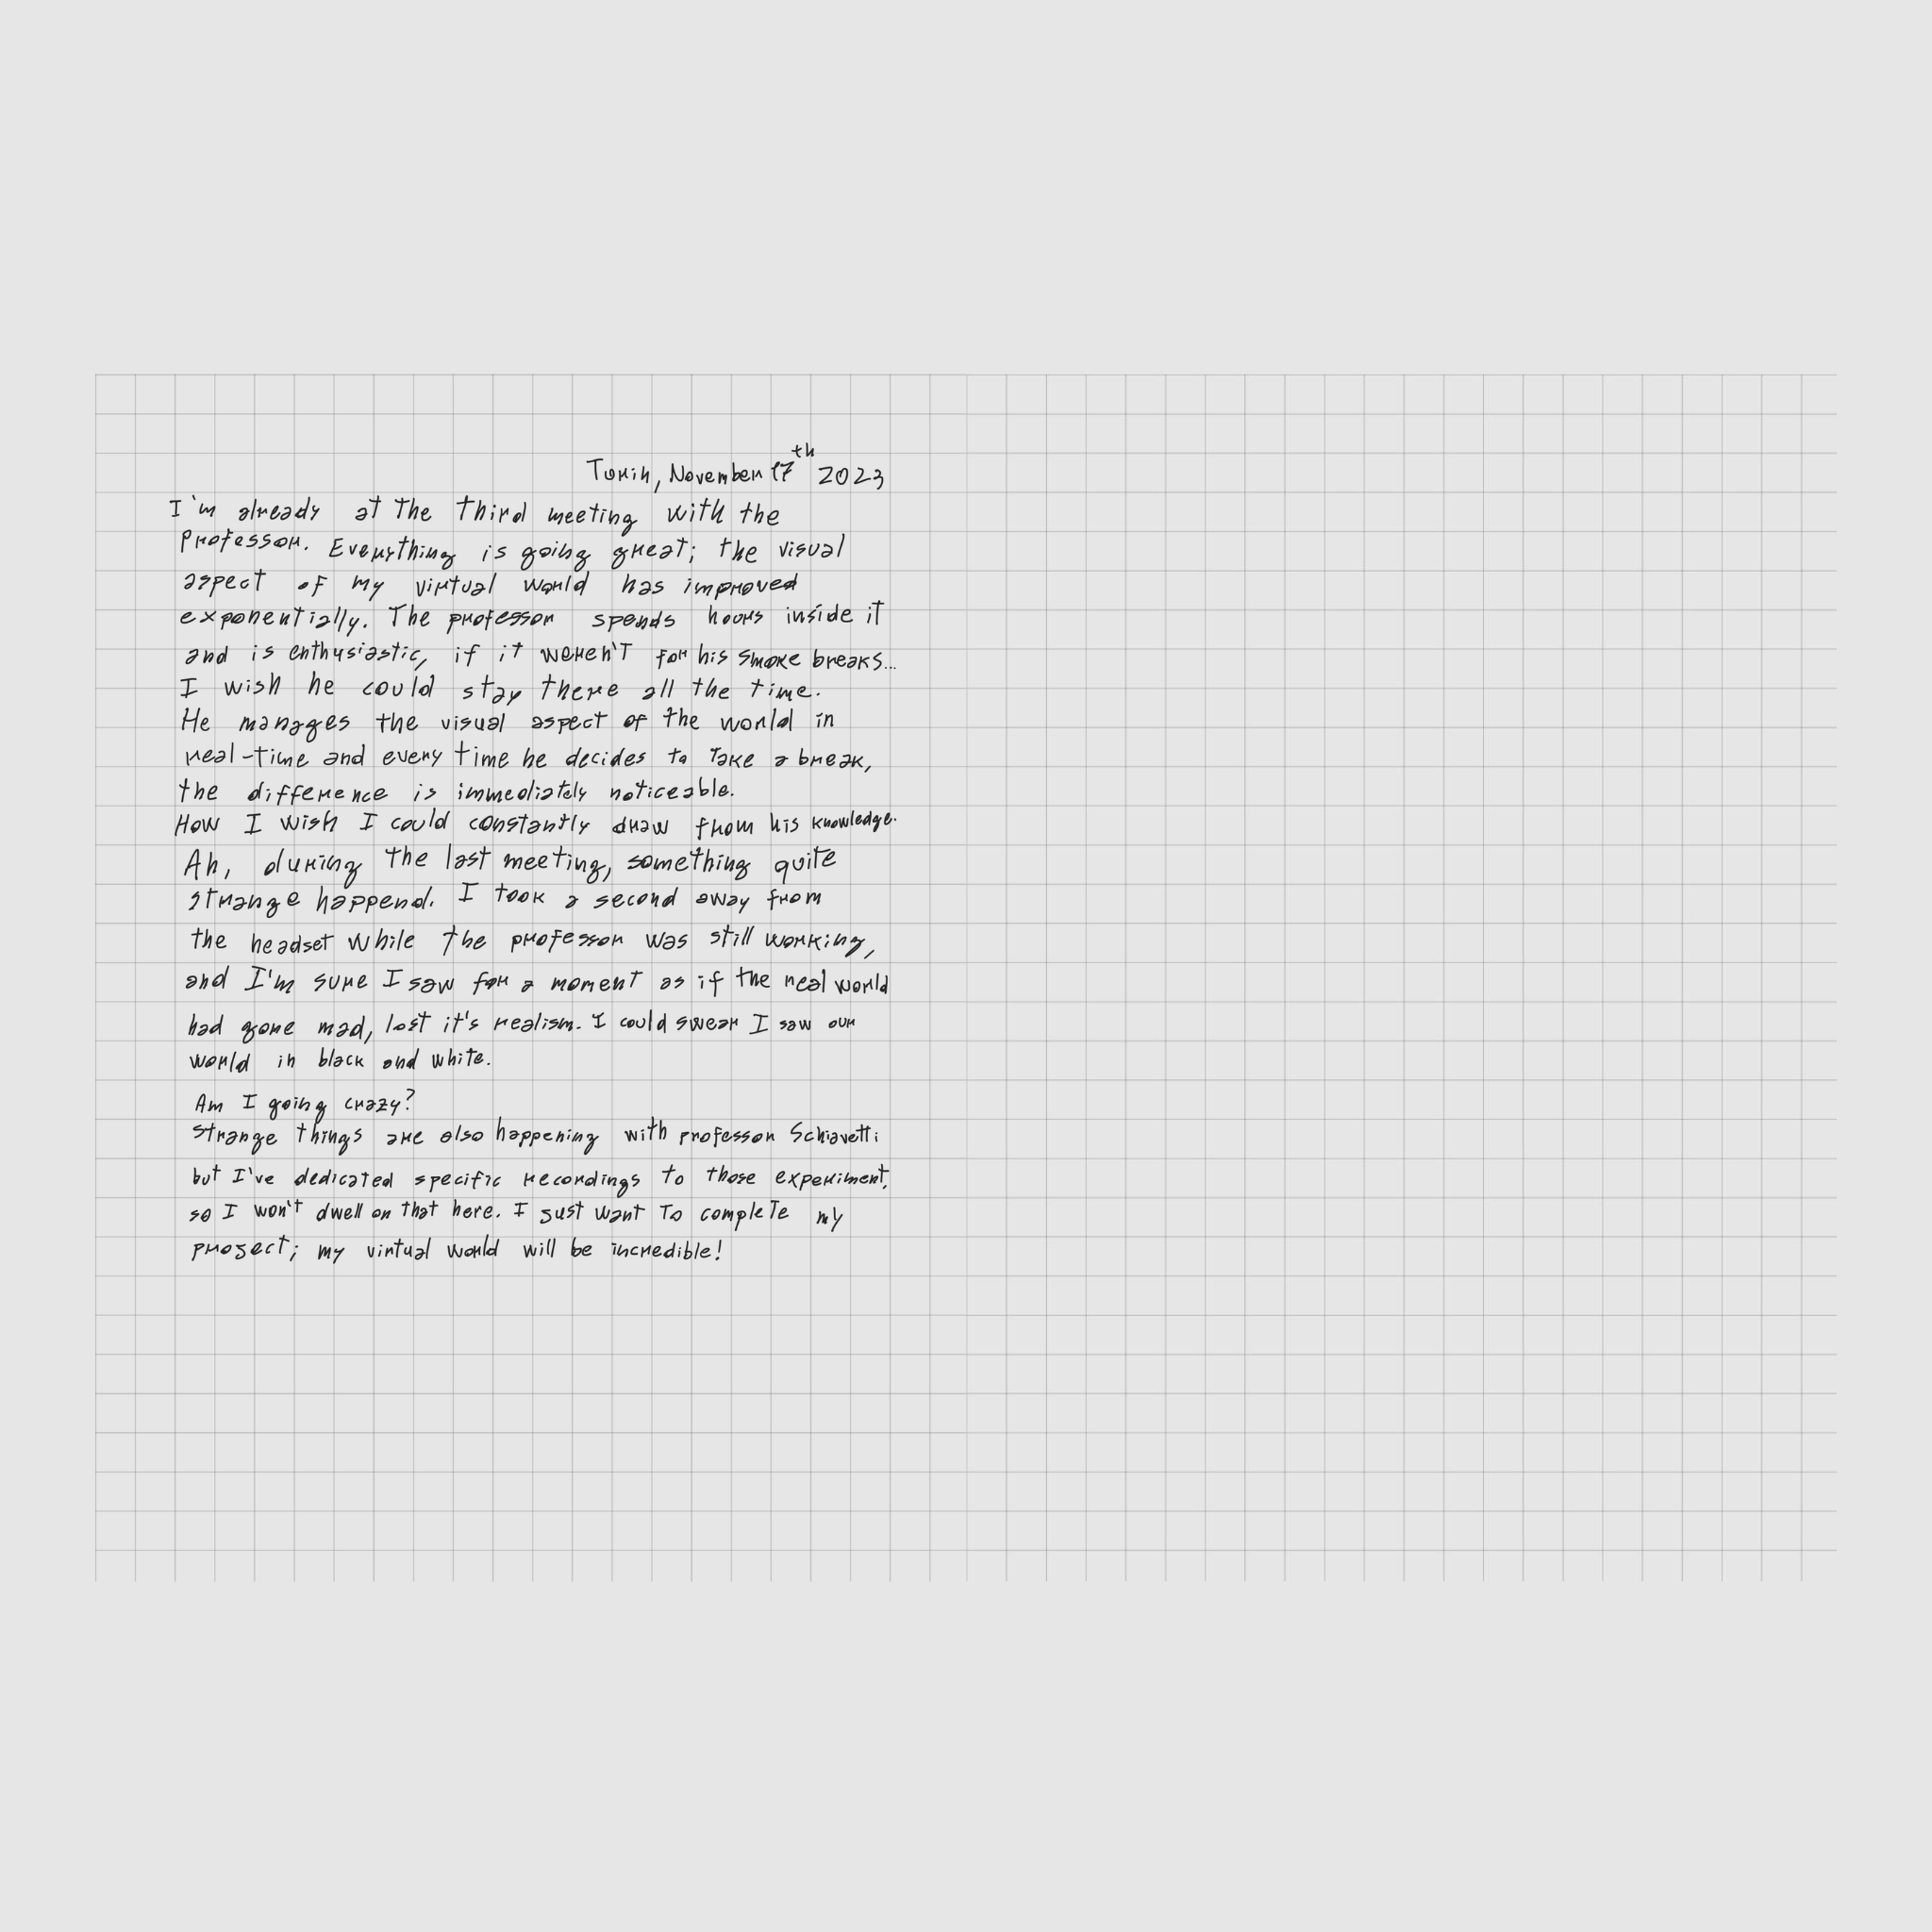 Turin, November 17th 2023
I'm already at the third meeting with the
professor. Everything is going great; the visual
aspect of my virtual world has improved
exponentially. The professor spends hours inside it
and is enthusiastic, if it weren't for his smoke breaks...
I wish he could stay there all the time.
He manages the visual aspect of the world in
real-time and every time he decides to take a break,
the difference is immediately noticeable.
How I wish I could constantly draw from his knowledge.
Ah, during the last meeting, something quite
strange happend. I took a second away from
the headset while the professor was still working,
and I'm sure I saw for a moment as if the real world
had gone mad, lost it's realism. I could swear I saw our
world in black and white.
Am I going crazy?
Strange things are also happening with professor Schiavetti
but I've dedicated specific recordings to those experiment,
so I won't dwell on that here. I just want to complete my
project; my virtual world will be incredible!